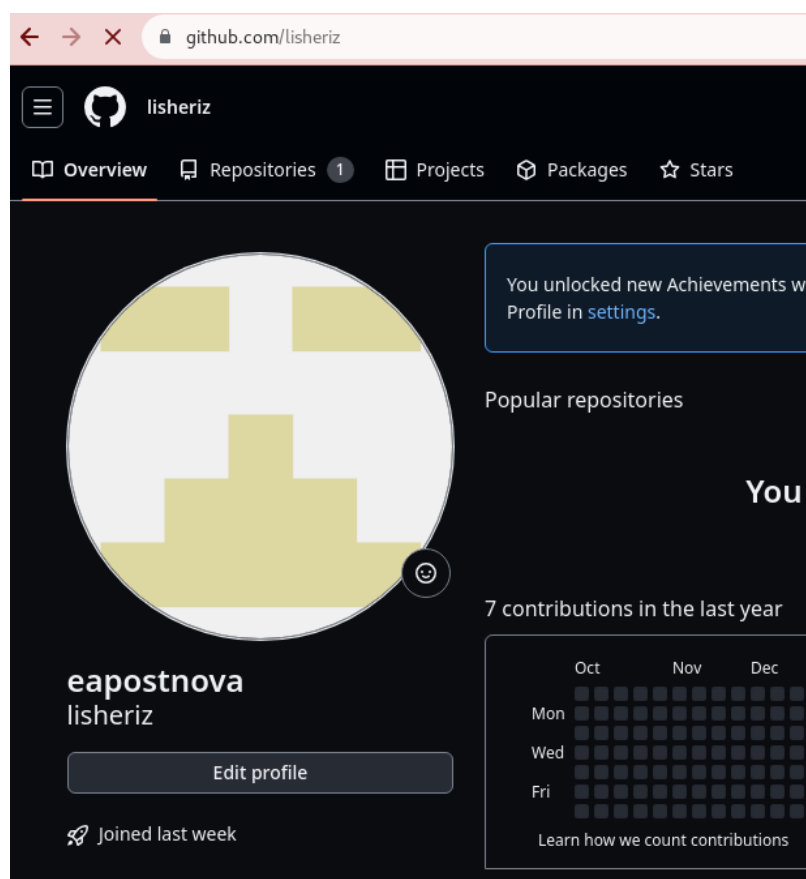 github.com/lisheriz
lisheriz
Overview Repositories 1 Projects Packages Stars
You unlocked new Achievements w
Profile in settings.
Popular repositories
You
7 contributions in the last year
Oct Nov Dec
Mon
Wed
Fri
Learn how we count contributions
eapostnova
lisheriz
Edit profile
Joined last week